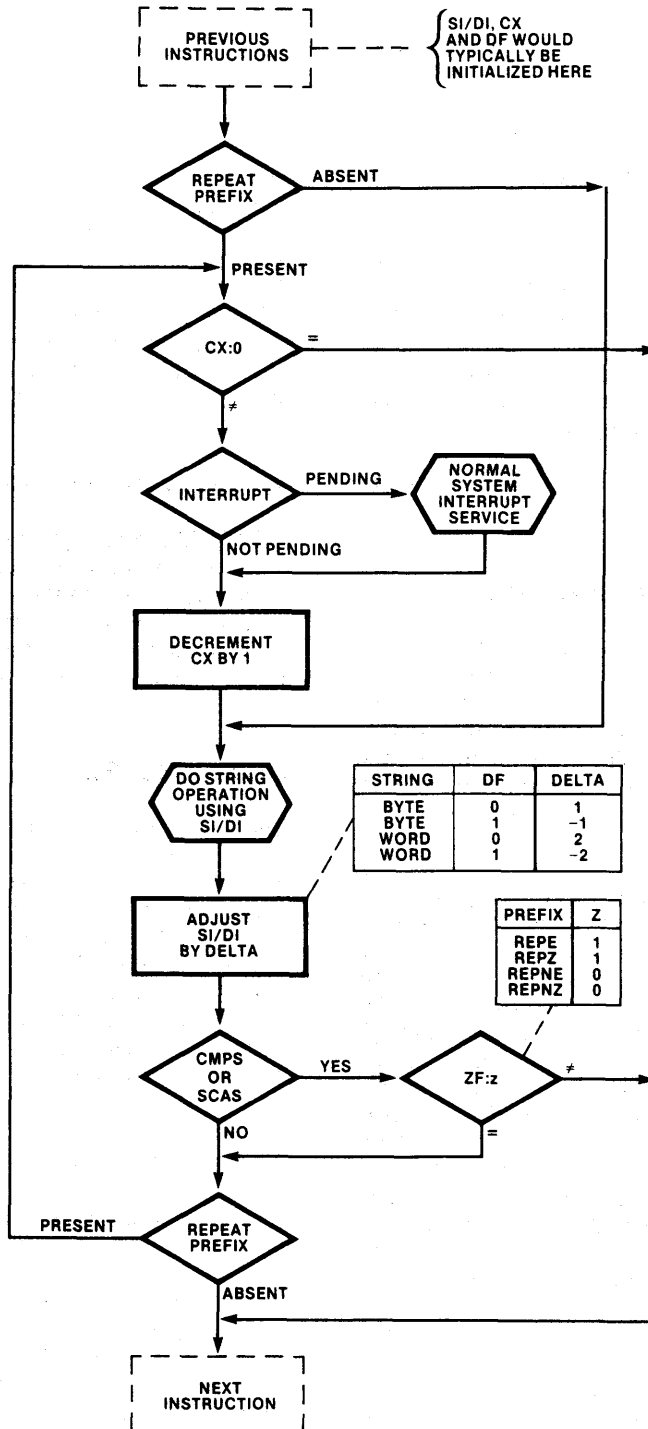 PREVIOUS
INSTRUCTIONS
SI/DI, CX
AND DF WOULD
TYPICALLY BE
INITIALIZED HERE
REPEAT
PREFIX
ABSENT
PRESENT
CX:0
=
≠
INTERRUPT
PENDING
NORMAL
SYSTEM
INTERRUPT
SERVICE
NOT PENDING
DECREMENT
CX BY 1
DO STRING
OPERATION
USING
SI/DI
STRING DF DELTA
BYTE 0 1
BYTE 1 −1
WORD 0 2
WORD 1 −2
ADJUST
SI/DI
BY DELTA
PREFIX Z
REPE 1
REPZ 1
REPNE 0
REPNZ 0
CMPS
OR
SCAS
YES
ZF:z
≠
NO
=
PRESENT
REPEAT
PREFIX
ABSENT
NEXT
INSTRUCTION